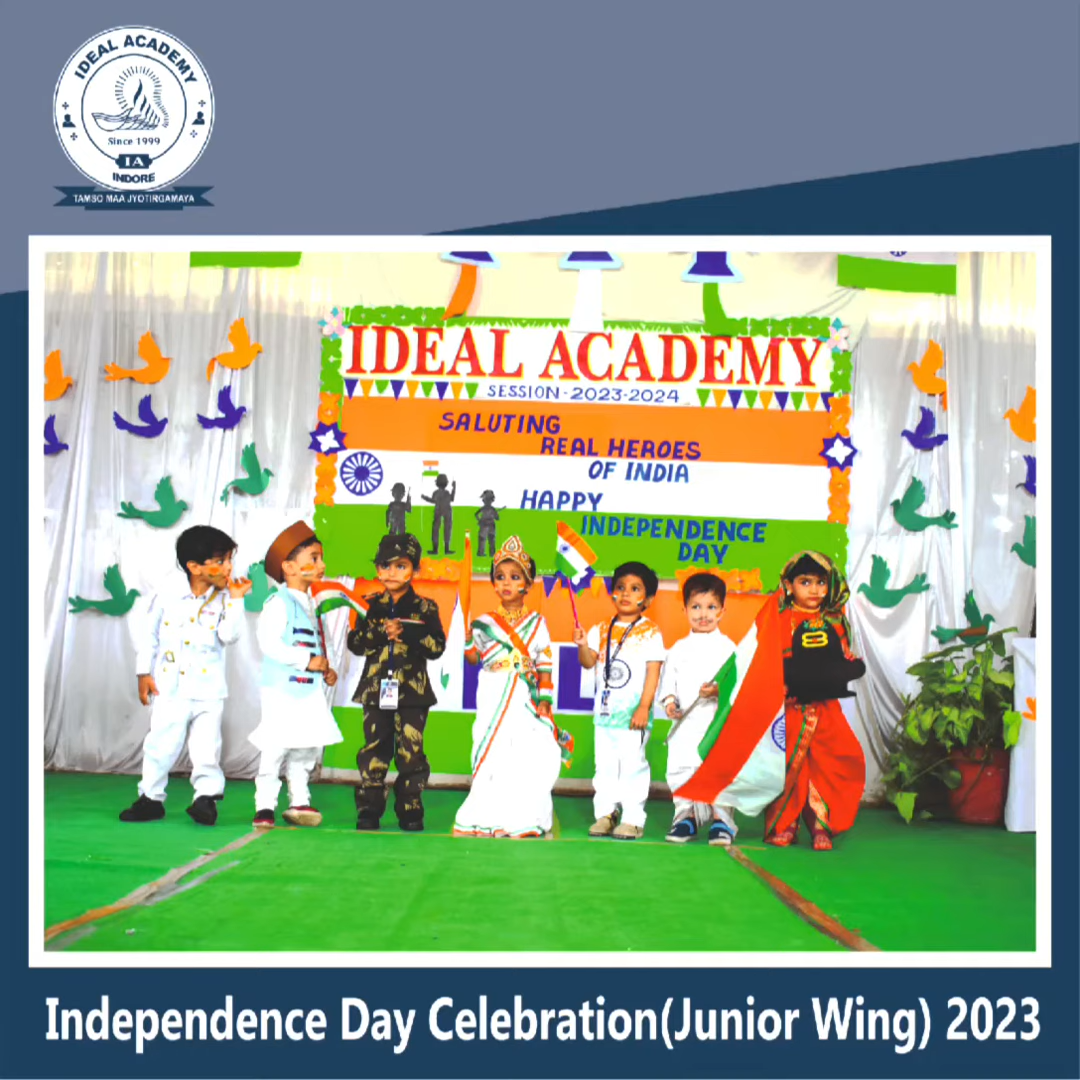 IDEAL ACADEMY
Since 1999
IA
INDORE
TAMSO MAA JYOTIRGAMAYA
IDEAL ACADEMY
SESSION-2023-2024
SALUTING
REAL HEROES
OF INDIA
HAPPY
INDEPENDENCE
DAY
Independence Day Celebration(Junior Wing) 2023